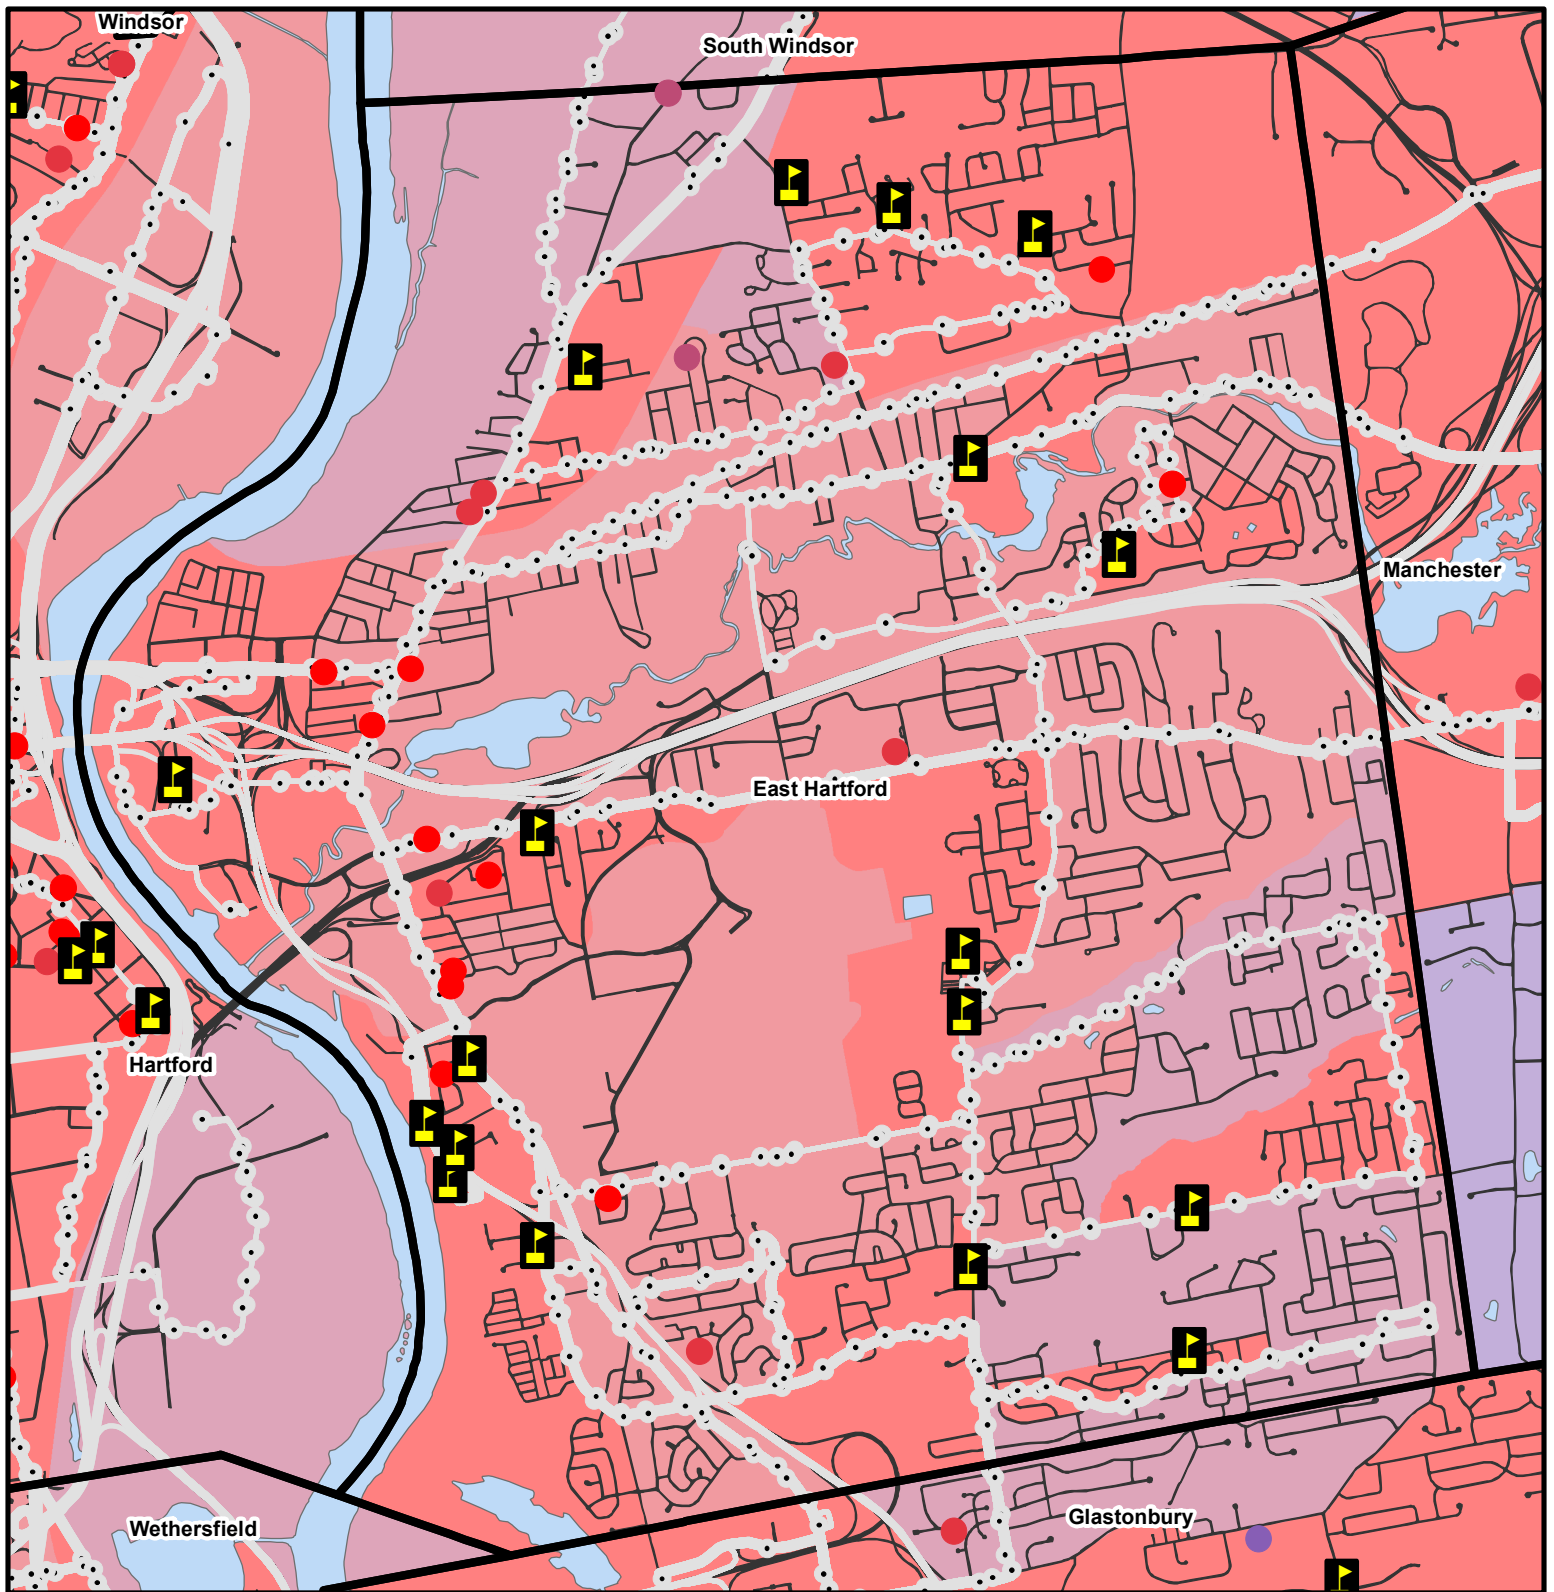 Windsor
South Windsor
Manchester
East Hartford
Hartford
Glastonbury
Wethersfield